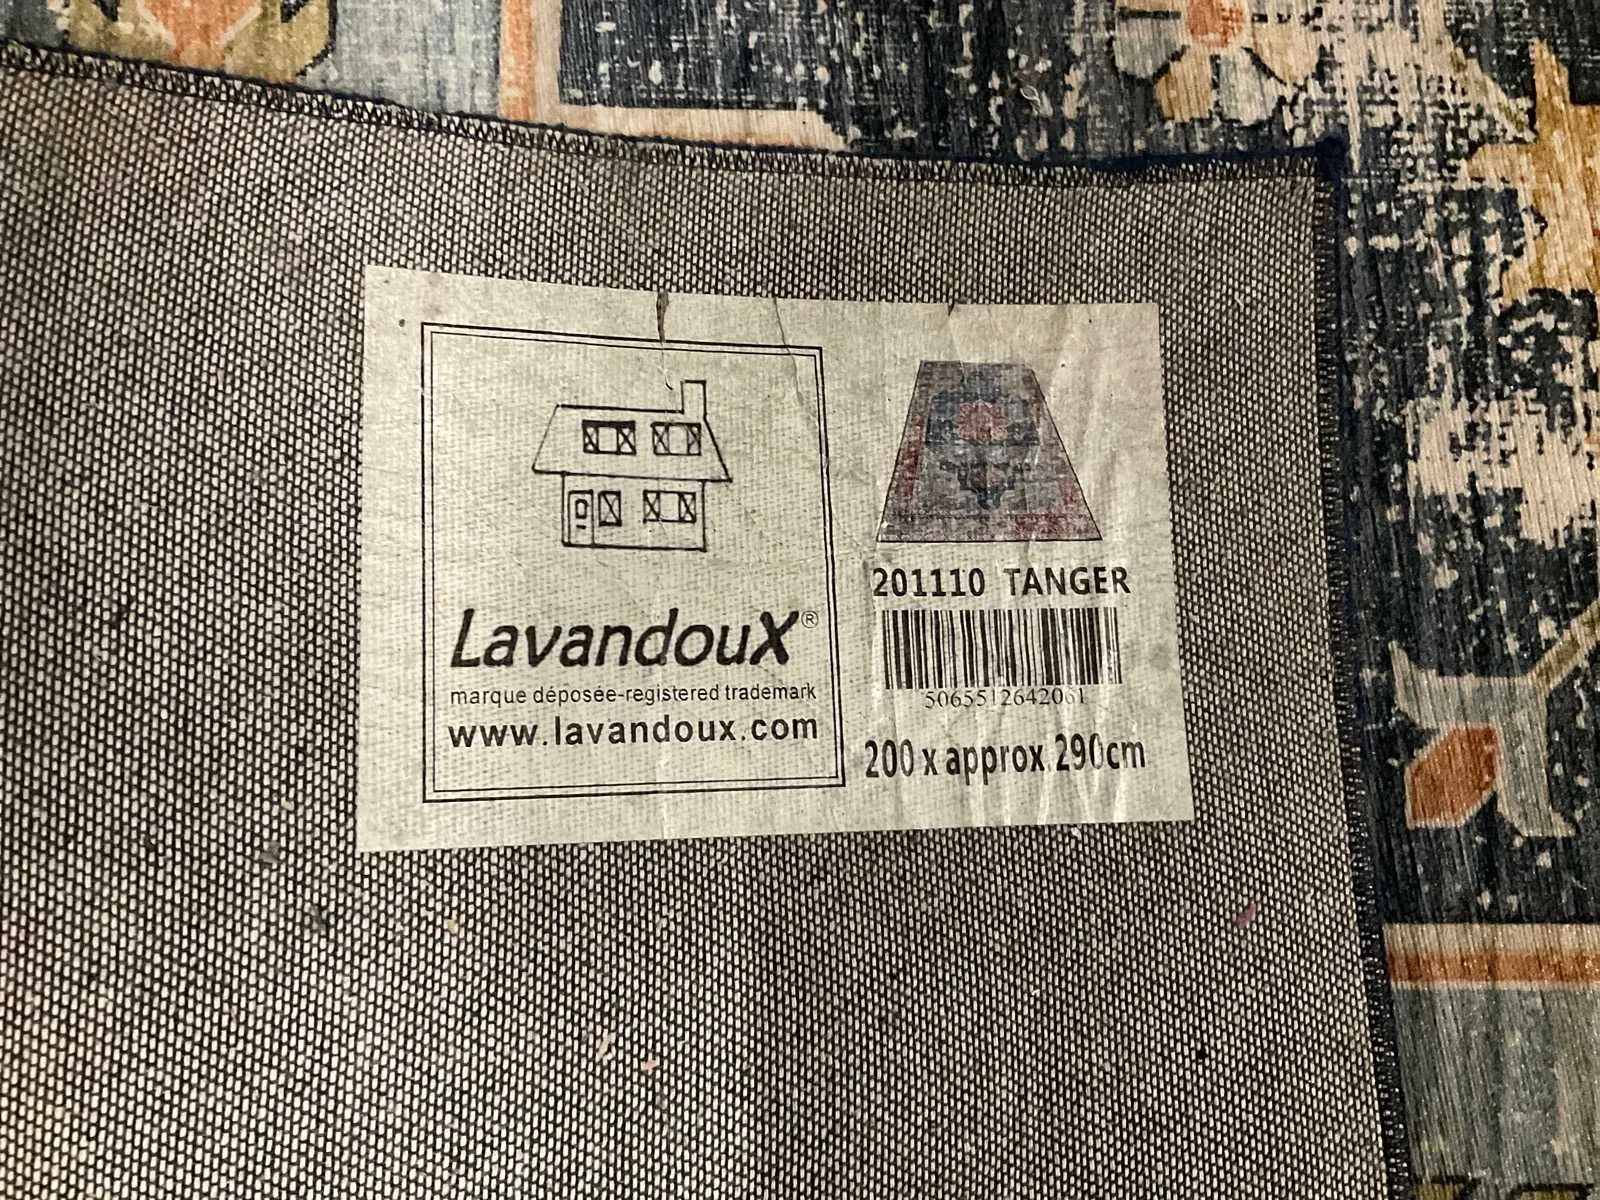 LavandouX®
marque déposée-registered trademark
www.lavandoux.com
201110 TANGER
5065512642061
200 x approx 290cm